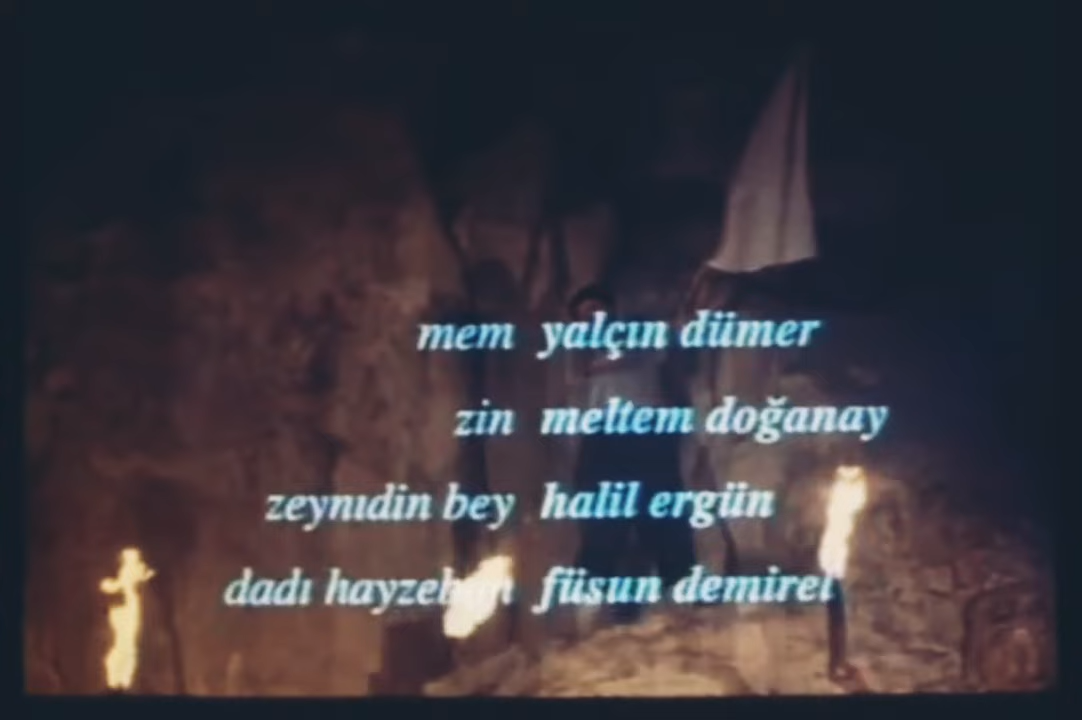 mem yalçın dümer
zin meltem doğanay
zeynıdin bey halil ergün
dadı füsun demirel